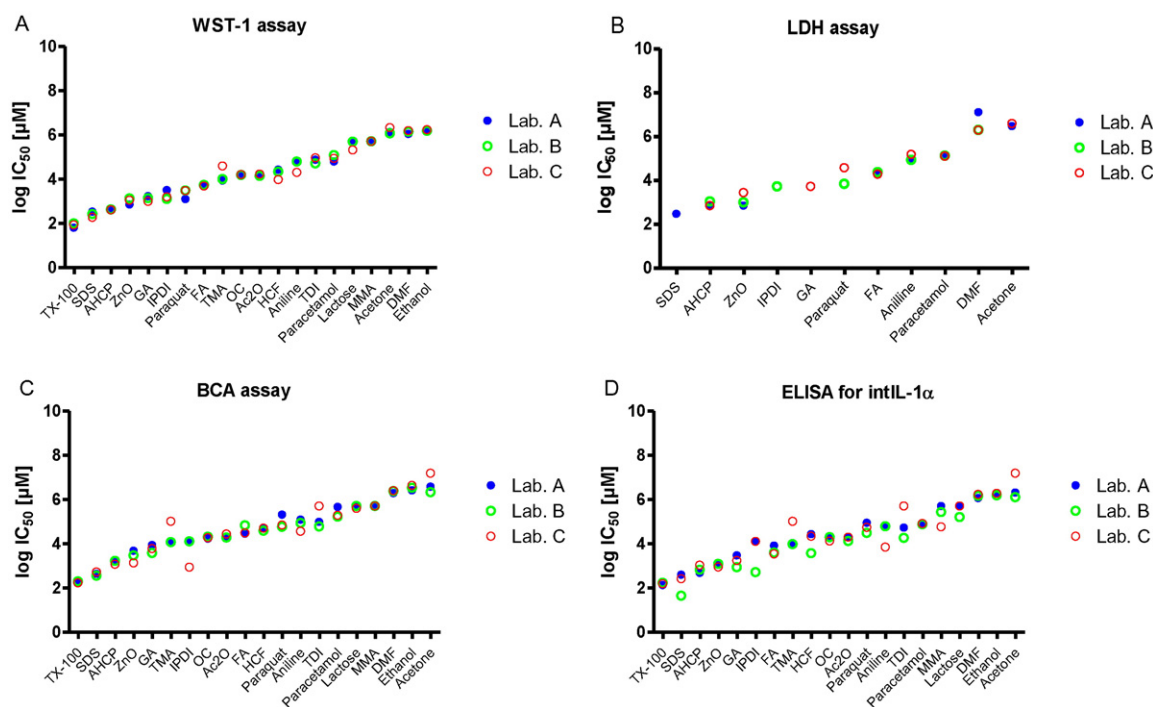 A
WST-1 assay
log IC50 [µM]
10
8
6
4
2
0
TX-100
SDS
AHCP
ZnO
GA
IPDI
Paraquat
FA
TMA
OC
Ac2O
HCF
Aniline
TDI
Paracetamol
Lactose
MMA
Acetone
DMF
Ethanol
Lab. A
Lab. B
Lab. C
B
LDH assay
log IC50 [µM]
10
8
6
4
2
0
SDS
AHCP
ZnO
IPDI
GA
Paraquat
FA
Aniiline
Paracetamol
DMF
Acetone
Lab. A
Lab. B
Lab. C
C
BCA assay
log IC50 [µM]
10
8
6
4
2
0
TX-100
SDS
AHCP
ZnO
GA
TMA
IPDI
OC
Ac2O
FA
HCF
Paraquat
Aniline
TDI
Paracetamol
Lactose
MMA
DMF
Ethanol
Acetone
Lab. A
Lab. B
Lab. C
D
ELISA for intIL-1α
log IC50 [µM]
10
8
6
4
2
0
TX-100
SDS
AHCP
ZnO
GA
IPDI
FA
TMA
HCF
OC
Ac2O
Paraquat
Aniline
TDI
Paracetamol
MMA
Lactose
DMF
Ethanol
Acetone
Lab. A
Lab. B
Lab. C